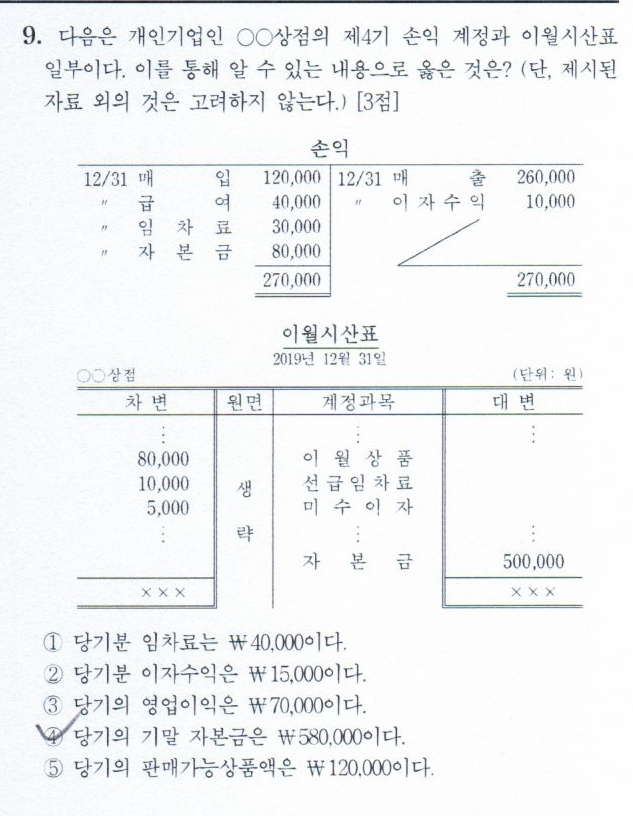 9. 다음은 개인기업인 ○○상점의 제4기 손익 계정과 이월시산표
일부이다. 이를 통해 알 수 있는 내용으로 옳은 것은? (단, 제시된
자료 외의 것은 고려하지 않는다.) [3점]
손익
12/31 매 입 120,000 12/31 매 출 260,000
〃 급 여 40,000 〃 이 자 수 익 10,000
〃 임 차 료 30,000
〃 자 본 금 80,000
270,000 270,000
이월시산표
2019년 12월 31일
○○상점 (단위: 원)
차 변 원면 계정과목 대 변
⋮ ⋮ ⋮
80,000 이 월 상 품
10,000 생 선급임차료
5,000 미 수 이 자
⋮ 략 ⋮ ⋮
자 본 금 500,000
××× ×××
① 당기분 임차료는 ₩40,000이다.
② 당기분 이자수익은 ₩15,000이다.
③ 당기의 영업이익은 ₩70,000이다.
④ 당기의 기말 자본금은 ₩580,000이다.
⑤ 당기의 판매가능상품액은 ₩120,000이다.